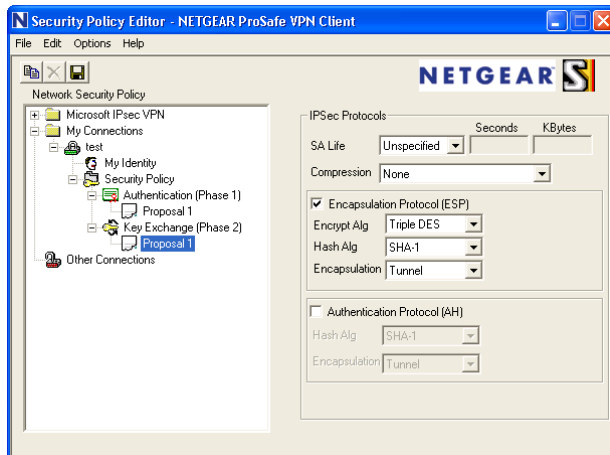 N Security Policy Editor - NETGEAR ProSafe VPN Client
File Edit Options Help
NETGEAR S
Network Security Policy
Microsoft IPsec VPN
My Connections
test
My Identity
Security Policy
Authentication (Phase 1)
Proposal 1
Key Exchange (Phase 2)
Proposal 1
Other Connections
IPSec Protocols
Seconds KBytes
SA Life Unspecified
Compression None
Encapsulation Protocol (ESP)
Encrypt Alg Triple DES
Hash Alg SHA-1
Encapsulation Tunnel
Authentication Protocol (AH)
Hash Alg SHA-1
Encapsulation Tunnel